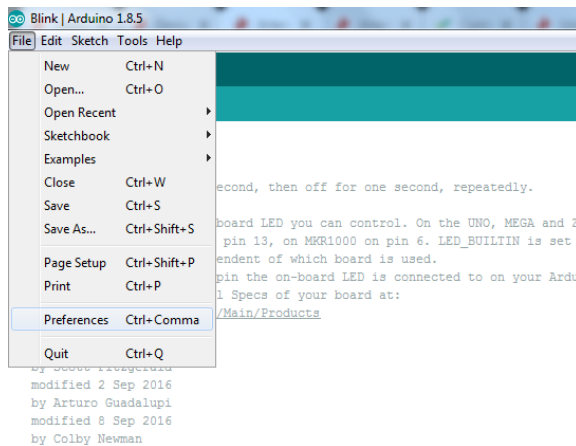 Blink | Arduino 1.8.5
File Edit Sketch Tools Help
New Ctrl+N
Open... Ctrl+O
Open Recent
Sketchbook
Examples
Close Ctrl+W
Save Ctrl+S
Save As... Ctrl+Shift+S
Page Setup Ctrl+Shift+P
Print Ctrl+P
Preferences Ctrl+Comma
Quit Ctrl+Q
econd, then off for one second, repeatedly.
board LED you can control. On the UNO, MEGA and
pin 13, on MKR1000 on pin 6. LED_BUILTIN is set
endent of which board is used.
pin the on-board LED is connected to on your Ardu
l Specs of your board at:
/Main/Products
by Scott Fitzgerald
modified 2 Sep 2016
by Arturo Guadalupi
modified 8 Sep 2016
by Colby Newman